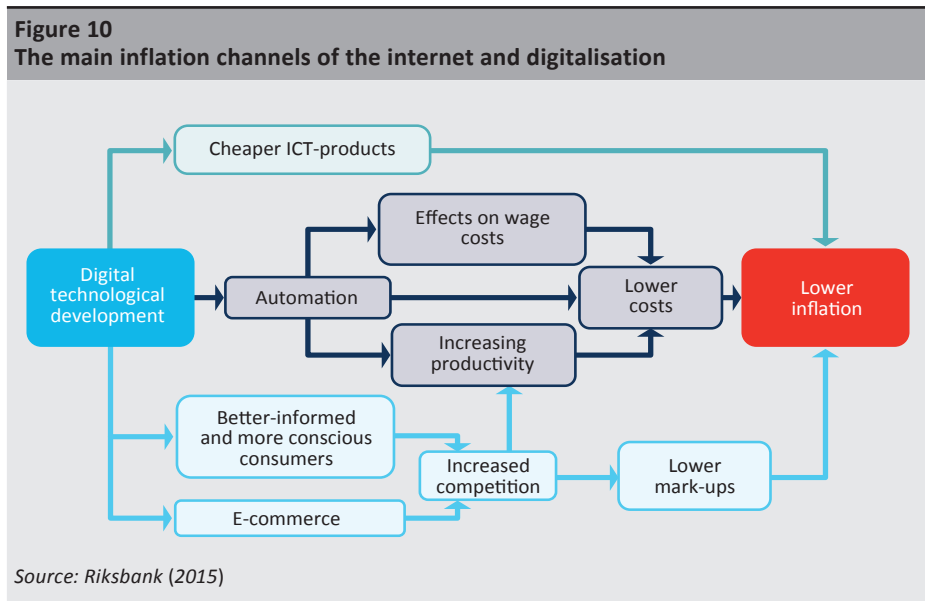 Figure 10
The main inflation channels of the internet and digitalisation
Cheaper ICT-products
Effects on wage
costs
Digital
technological
development
Automation
Lower
costs
Lower
inflation
Increasing
productivity
Better-informed
and more conscious
consumers
Increased
competition
Lower
mark-ups
E-commerce
Source: Riksbank (2015)